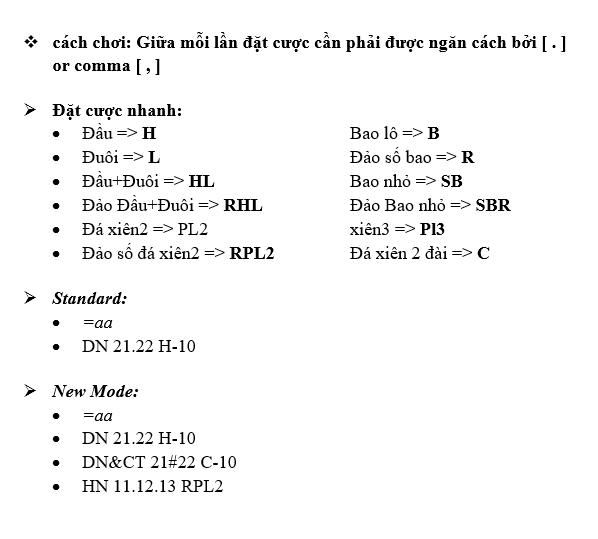 ❖ cách chơi: Giữa mỗi lần đặt cược cần phải được ngăn cách bởi [ . ]
or comma [ , ]
➤ Đặt cược nhanh:
• Đầu => H Bao lô => B
• Đuôi => L Đảo số bao => R
• Đầu+Đuôi => HL Bao nhỏ => SB
• Đảo Đầu+Đuôi => RHL Đảo Bao nhỏ => SBR
• Đá xiên2 => PL2 xiên3 => Pl3
• Đảo số đá xiên2 => RPL2 Đá xiên 2 đài => C
➤ Standard:
• =aa
• DN 21.22 H-10
➤ New Mode:
• =aa
• DN 21.22 H-10
• DN&CT 21#22 C-10
• HN 11.12.13 RPL2